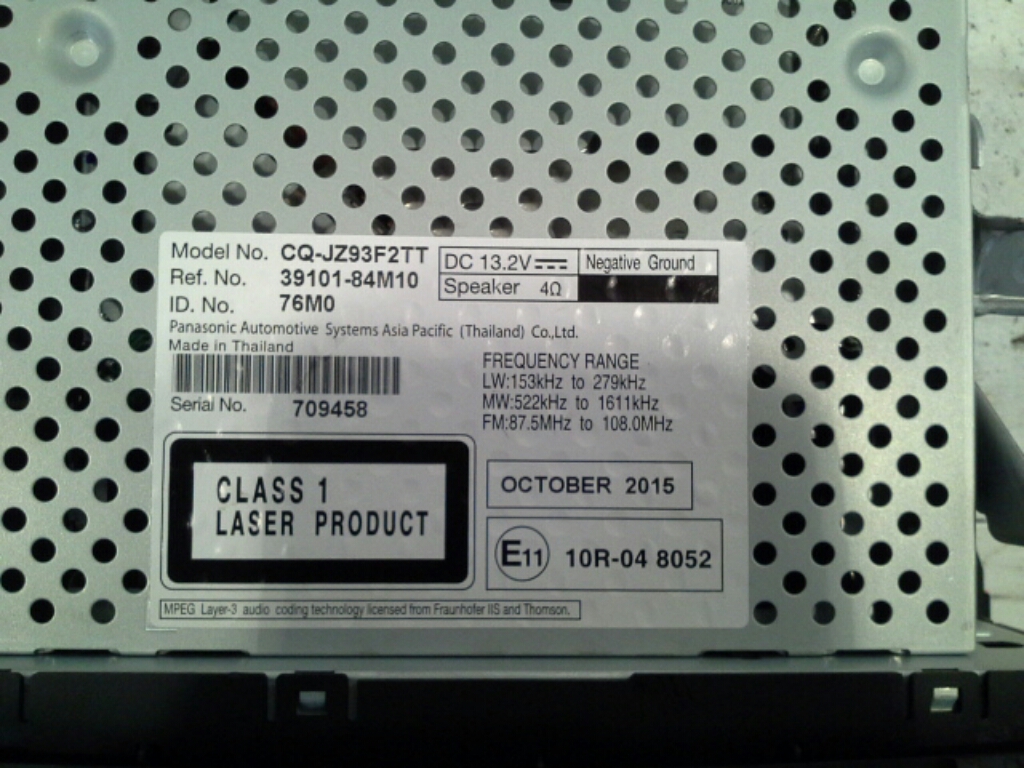 Model No. CQ-JZ93F2TT
Ref. No. 39101-84M10
ID. No. 76M0
DC 13.2V⎓ Negative Ground
Speaker 4Ω
Panasonic Automotive Systems Asia Pacific (Thailand) Co.,Ltd.
Made in Thailand
Serial No. 709458
FREQUENCY RANGE
LW:153kHz to 279kHz
MW:522kHz to 1611kHz
FM:87.5MHz to 108.0MHz
CLASS 1
LASER PRODUCT
OCTOBER 2015
E11 10R-04 8052
MPEG Layer-3 audio coding technology licensed from Fraunhofer IIS and Thomson.